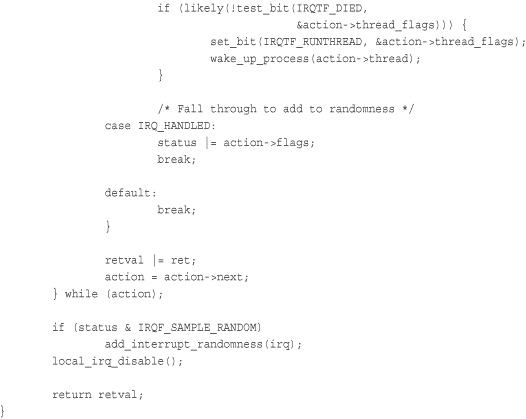 if (likely(!test_bit(IRQTF_DIED,
&action->thread_flags))) {
set_bit(IRQTF_RUNTHREAD, &action->thread_flags);
wake_up_process(action->thread);
}
/* Fall through to add to randomness */
case IRQ_HANDLED:
status |= action->flags;
break;
default:
break;
}
retval |= ret;
action = action->next;
} while (action);
if (status & IRQF_SAMPLE_RANDOM)
add_interrupt_randomness(irq);
local_irq_disable();
return retval;
}